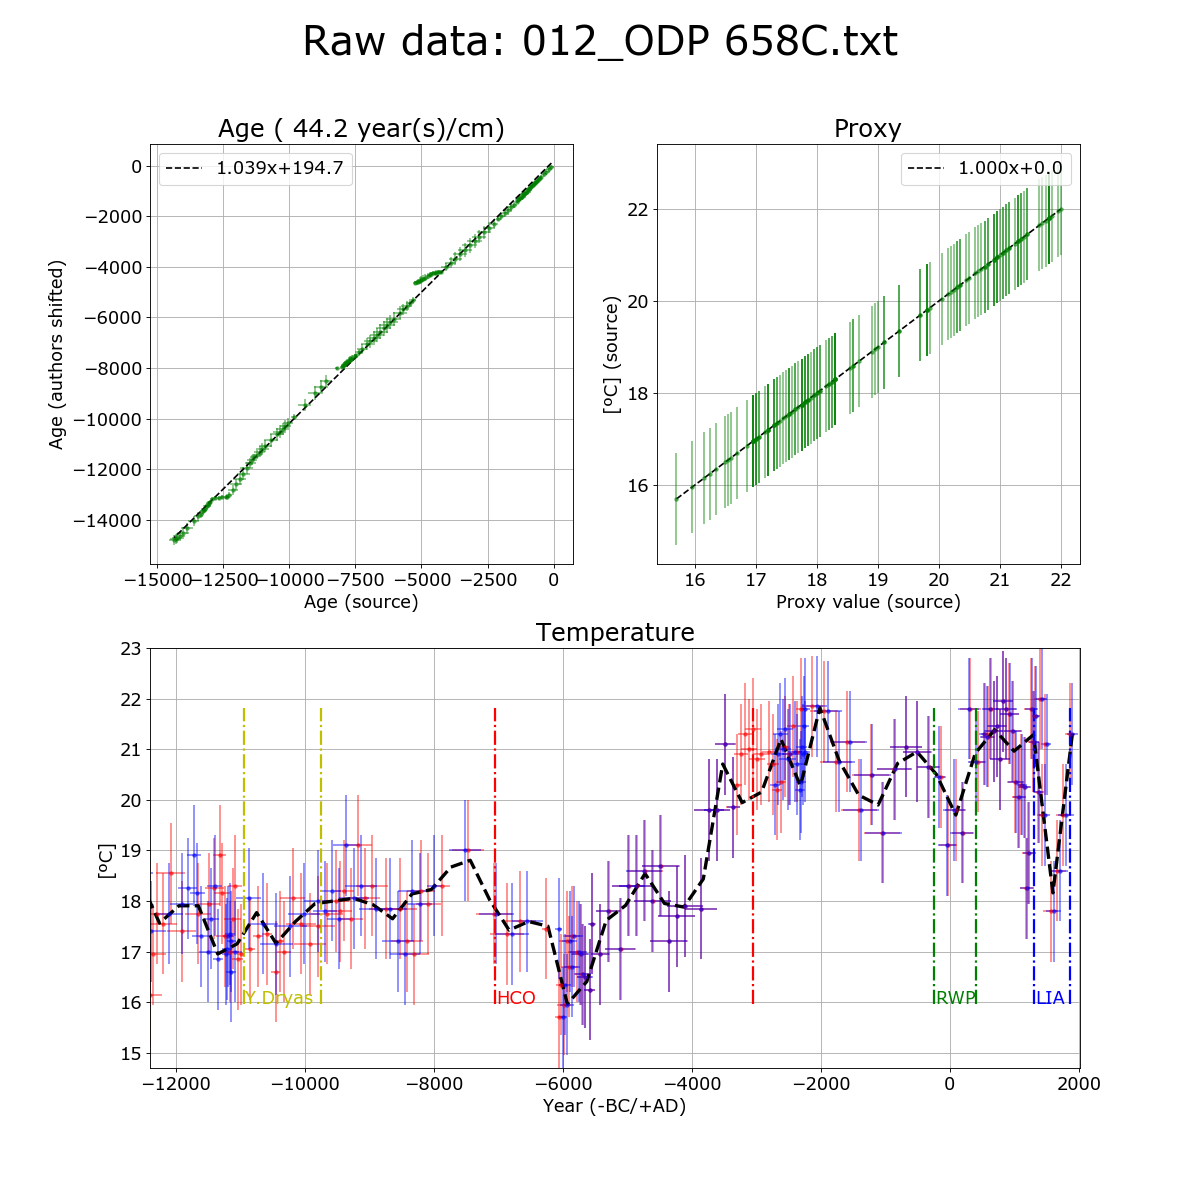 Raw data: 012_ODP 658C.txt
Age ( 44.2 year(s)/cm)
1.039x+194.7
0
−2000
−4000
−6000
−8000
−10000
−12000
−14000
Age (authors shifted)
−15000 −12500 −10000 −7500 −5000 −2500 0
Age (source)
Proxy
1.000x+0.0
22
20
18
16
[ºC] (source)
16 17 18 19 20 21 22
Proxy value (source)
Temperature
23
22
21
20
19
18
17
16
15
[ºC]
Y.Dryas HCO RWP LIA
−12000 −10000 −8000 −6000 −4000 −2000 0 2000
Year (-BC/+AD)